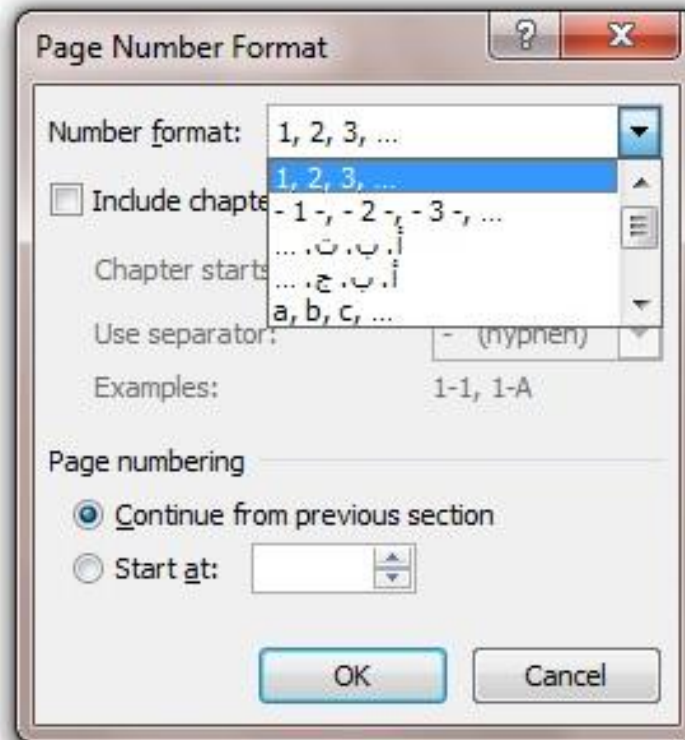 Page Number Format
?
Number format: 1, 2, 3, ...
1, 2, 3, ...
- 1 -, - 2 -, - 3 -, ...
أ. ب. ت. ...
أ. ب. ج. ...
a, b, c, ...
Include chapte
Chapter starts
Use separator: - (hyphen)
Examples: 1-1, 1-A
Page numbering
Continue from previous section
Start at:
OK Cancel